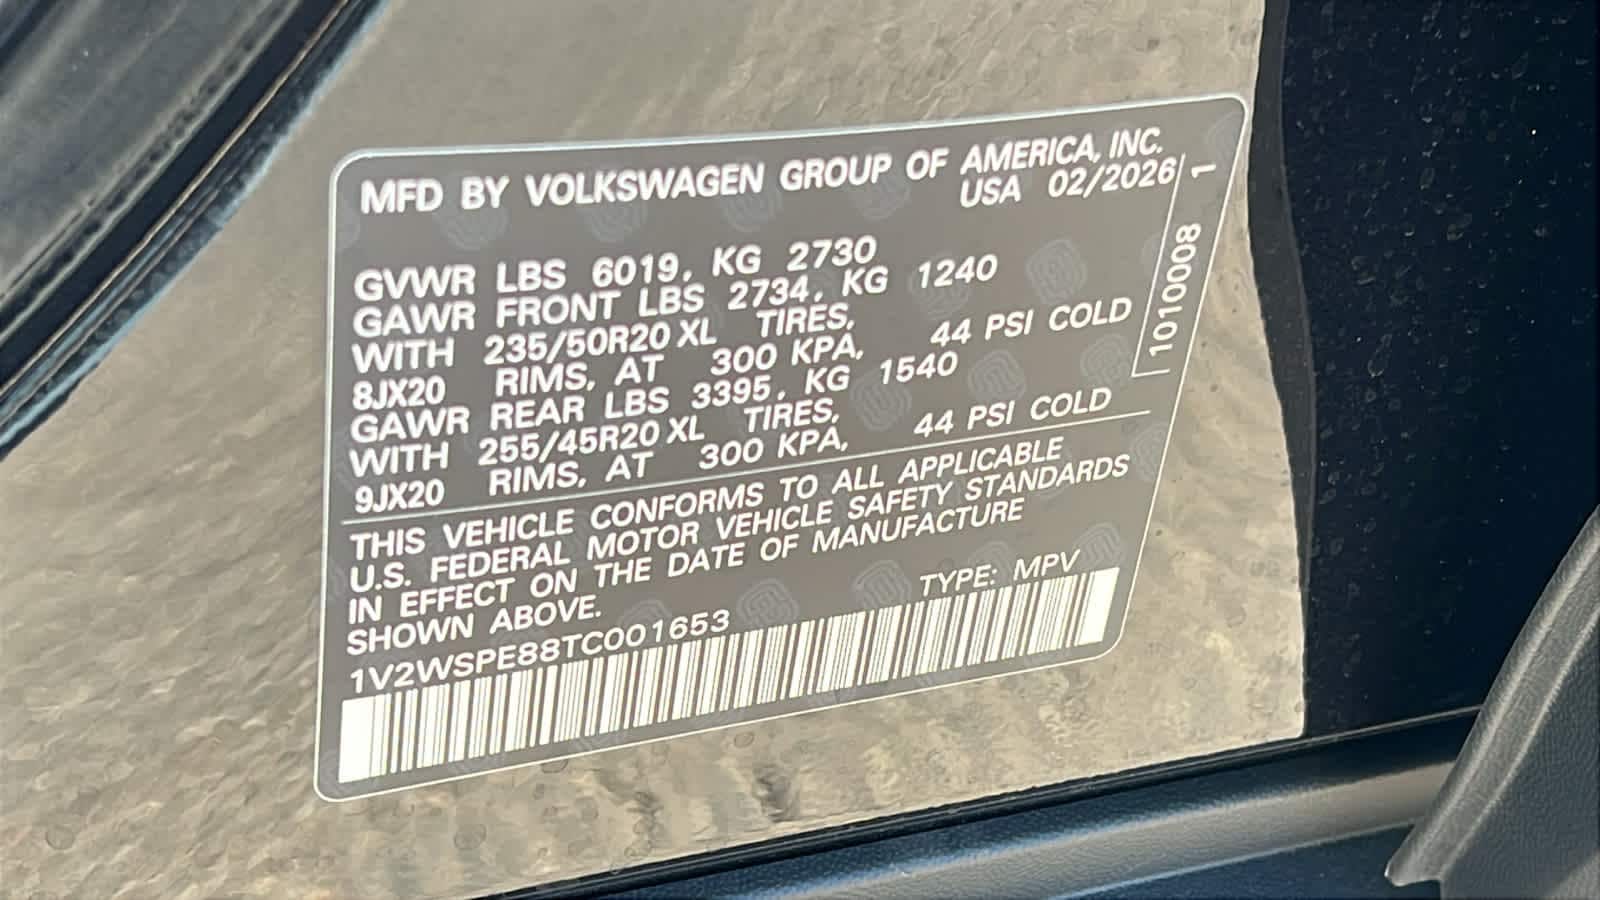 MFD BY VOLKSWAGEN GROUP OF AMERICA, INC.
USA 02/2026
GVWR LBS 6019, KG 2730
GAWR FRONT LBS 2734, KG 1240
WITH 235/50R20 XL TIRES,
8JX20 RIMS, AT 300 KPA, 44 PSI COLD
GAWR REAR LBS 3395, KG 1540
WITH 255/45R20 XL TIRES,
9JX20 RIMS, AT 300 KPA, 44 PSI COLD
THIS VEHICLE CONFORMS TO ALL APPLICABLE
U.S. FEDERAL MOTOR VEHICLE SAFETY STANDARDS
IN EFFECT ON THE DATE OF MANUFACTURE
SHOWN ABOVE.
TYPE: MPV
1V2WSPE88TC001653
1010008 1